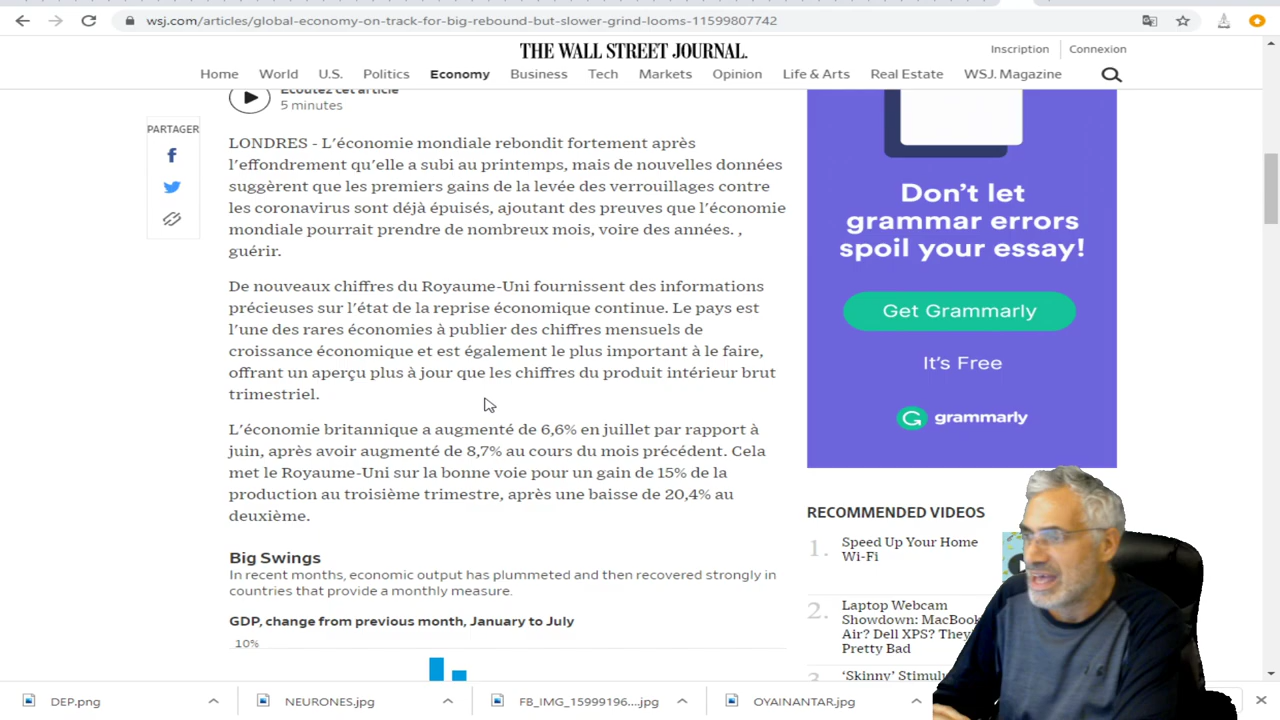 wsj.com/articles/global-economy-on-track-for-big-rebound-but-slower-grind-looms-11599807742
THE WALL STREET JOURNAL.
Inscription
Connexion
Home World U.S. Politics Economy Business Tech Markets Opinion Life & Arts Real Estate WSJ. Magazine
Écoutez cet article
5 minutes
PARTAGER
LONDRES - L'économie mondiale rebondit fortement après
l'effondrement qu'elle a subi au printemps, mais de nouvelles données
suggèrent que les premiers gains de la levée des verrouillages contre
les coronavirus sont déjà épuisés, ajoutant des preuves que l'économie
mondiale pourrait prendre de nombreux mois, voire des années. ,
guérir.
De nouveaux chiffres du Royaume-Uni fournissent des informations
précieuses sur l'état de la reprise économique continue. Le pays est
l'une des rares économies à publier des chiffres mensuels de
croissance économique et est également le plus important à le faire,
offrant un aperçu plus à jour que les chiffres du produit intérieur brut
trimestriel.
L'économie britannique a augmenté de 6,6% en juillet par rapport à
juin, après avoir augmenté de 8,7% au cours du mois précédent. Cela
met le Royaume-Uni sur la bonne voie pour un gain de 15% de la
production au troisième trimestre, après une baisse de 20,4% au
deuxième.
Big Swings
In recent months, economic output has plummeted and then recovered strongly in
countries that provide a monthly measure.
GDP, change from previous month, January to July
10%
Don't let
grammar errors
spoil your essay!
Get Grammarly
It's Free
grammarly
RECOMMENDED VIDEOS
1. Speed Up Your Home
Wi-Fi
2. Laptop Webcam
Showdown: MacBook
Air? Dell XPS? They
Pretty Bad
3. 'Skinny'
DEP.png
NEURONES.jpg
FB_IMG_15999196....jpg
OYAINANTAR.jpg